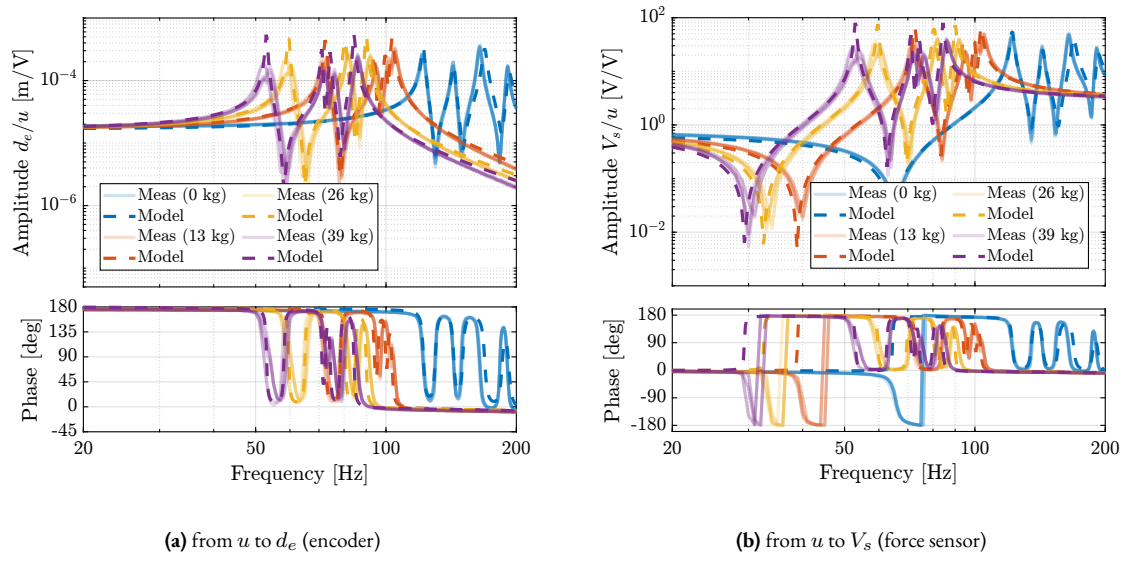 Amplitude d_e/u [m/V]
10^{-4}
10^{-6}
Meas (0 kg)
Model
Meas (13 kg)
Model
Meas (26 kg)
Model
Meas (39 kg)
Model
Phase [deg]
180
135
90
45
0
-45
20
50
100
200
Frequency [Hz]
(a) from u to d_e (encoder)
Amplitude V_s/u [V/V]
10^2
10^0
10^{-2}
Meas (0 kg)
Model
Meas (13 kg)
Model
Meas (26 kg)
Model
Meas (39 kg)
Model
Phase [deg]
180
90
0
-90
-180
20
50
100
200
Frequency [Hz]
(b) from u to V_s (force sensor)